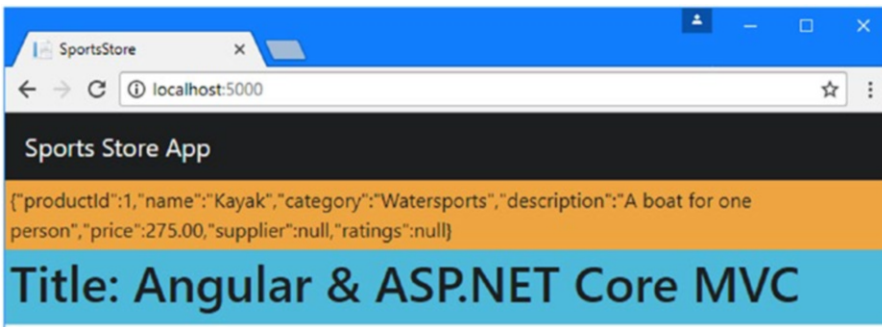 SportsStore
localhost:5000
Sports Store App
{"productId":1,"name":"Kayak","category":"Watersports","description":"A boat for one
person","price":275.00,"supplier":null,"ratings":null}
Title: Angular & ASP.NET Core MVC